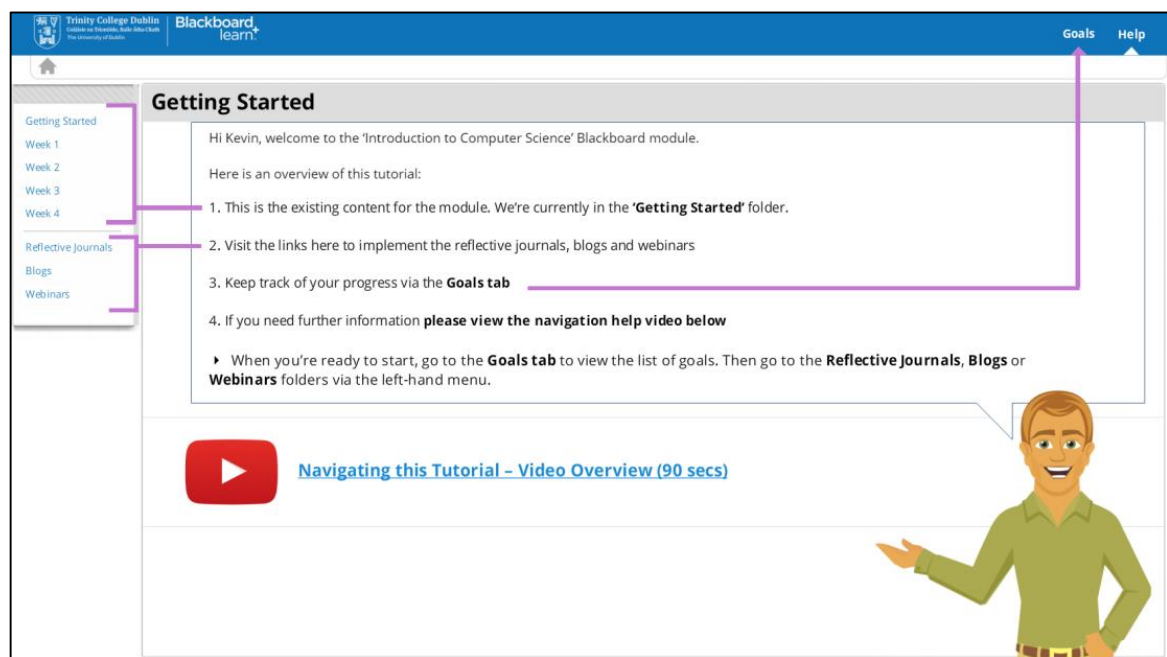 Trinity College Dublin
Coláiste na Tríonóide, Baile Átha Cliath
The University of Dublin
Blackboard
learn+
Goals
Help
Getting Started
Week 1
Week 2
Week 3
Week 4
Reflective Journals
Blogs
Webinars
Getting Started
Hi Kevin, welcome to the ‘Introduction to Computer Science’ Blackboard module.
Here is an overview of this tutorial:
1. This is the existing content for the module. We’re currently in the ‘Getting Started’ folder.
2. Visit the links here to implement the reflective journals, blogs and webinars
3. Keep track of your progress via the Goals tab
4. If you need further information please view the navigation help video below
When you’re ready to start, go to the Goals tab to view the list of goals. Then go to the Reflective Journals, Blogs or
Webinars folders via the left-hand menu.
Navigating this Tutorial – Video Overview (90 secs)